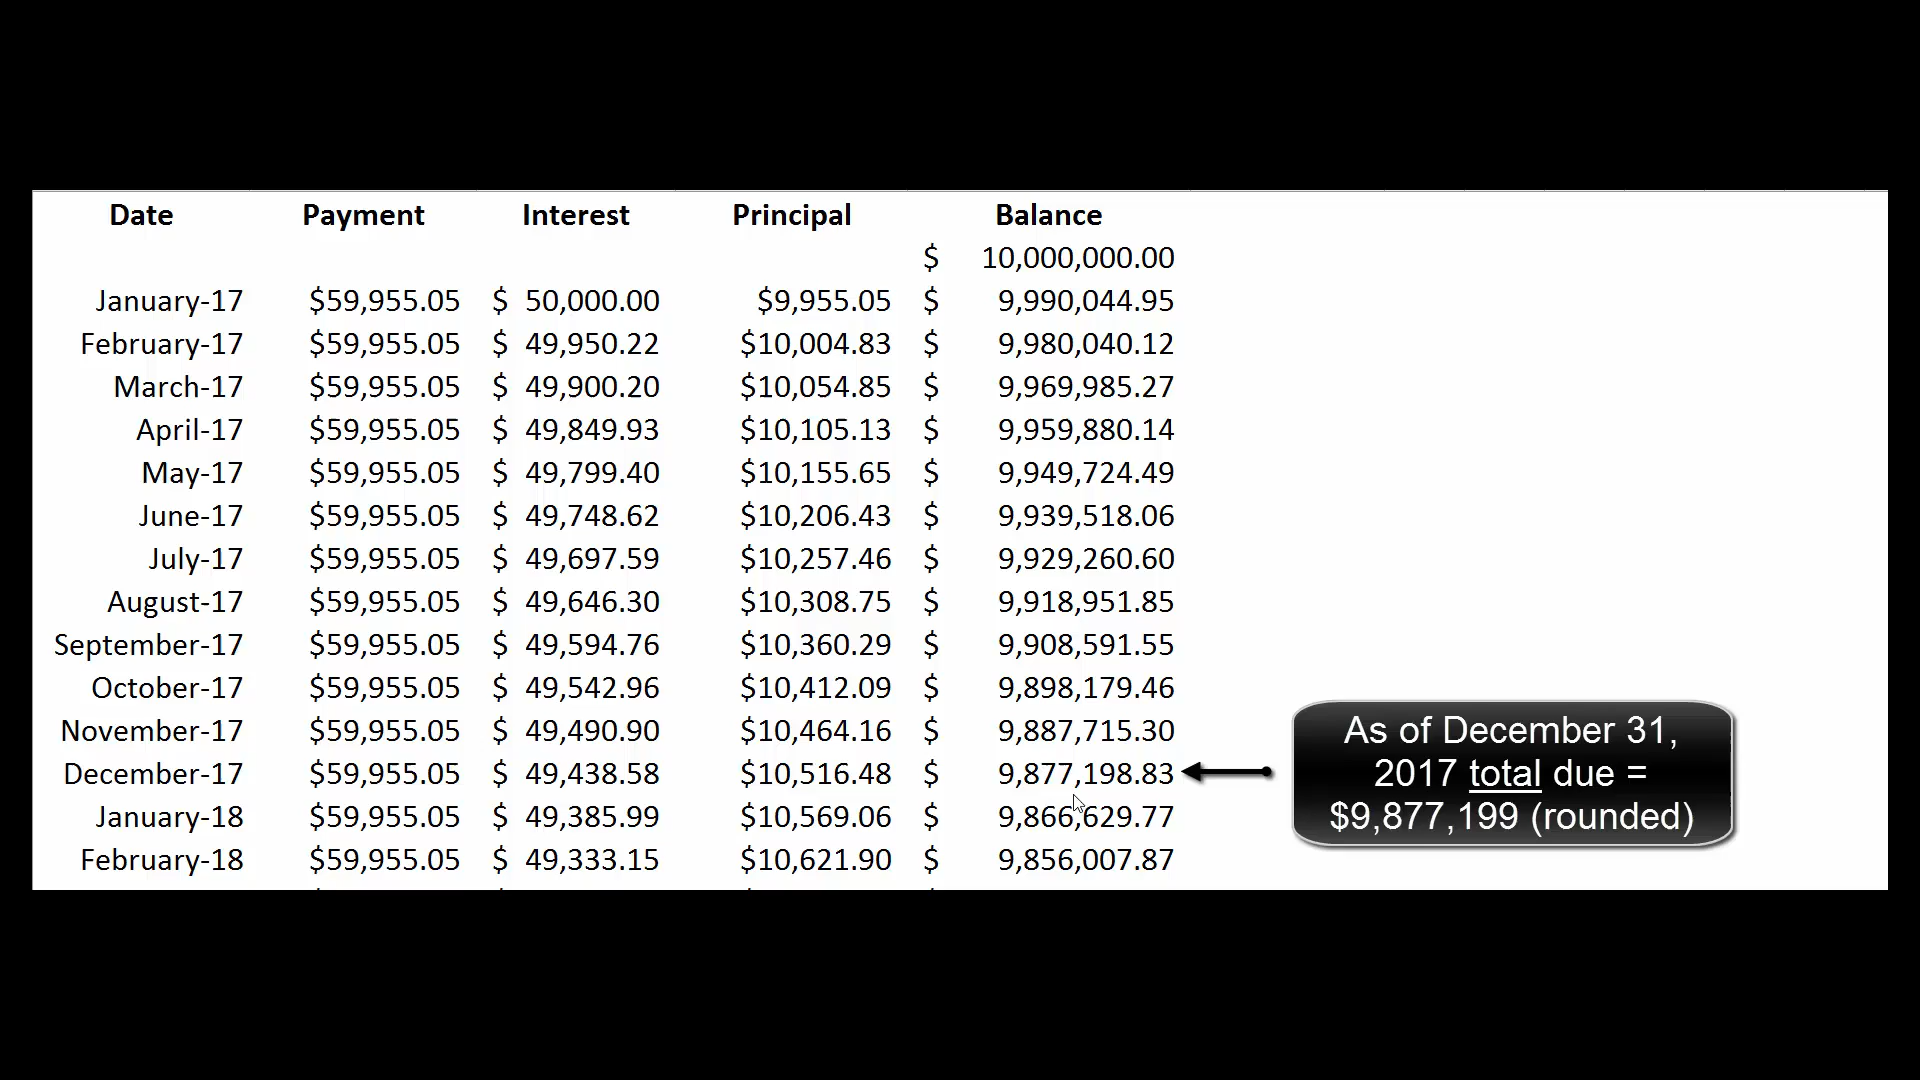 Date Payment Interest Principal Balance
$ 10,000,000.00
January-17 $59,955.05 $ 50,000.00 $9,955.05 $ 9,990,044.95
February-17 $59,955.05 $ 49,950.22 $10,004.83 $ 9,980,040.12
March-17 $59,955.05 $ 49,900.20 $10,054.85 $ 9,969,985.27
April-17 $59,955.05 $ 49,849.93 $10,105.13 $ 9,959,880.14
May-17 $59,955.05 $ 49,799.40 $10,155.65 $ 9,949,724.49
June-17 $59,955.05 $ 49,748.62 $10,206.43 $ 9,939,518.06
July-17 $59,955.05 $ 49,697.59 $10,257.46 $ 9,929,260.60
August-17 $59,955.05 $ 49,646.30 $10,308.75 $ 9,918,951.85
September-17 $59,955.05 $ 49,594.76 $10,360.29 $ 9,908,591.55
October-17 $59,955.05 $ 49,542.96 $10,412.09 $ 9,898,179.46
November-17 $59,955.05 $ 49,490.90 $10,464.16 $ 9,887,715.30
December-17 $59,955.05 $ 49,438.58 $10,516.48 $ 9,877,198.83
January-18 $59,955.05 $ 49,385.99 $10,569.06 $ 9,866,629.77
February-18 $59,955.05 $ 49,333.15 $10,621.90 $ 9,856,007.87
As of December 31,
2017 total due =
$9,877,199 (rounded)